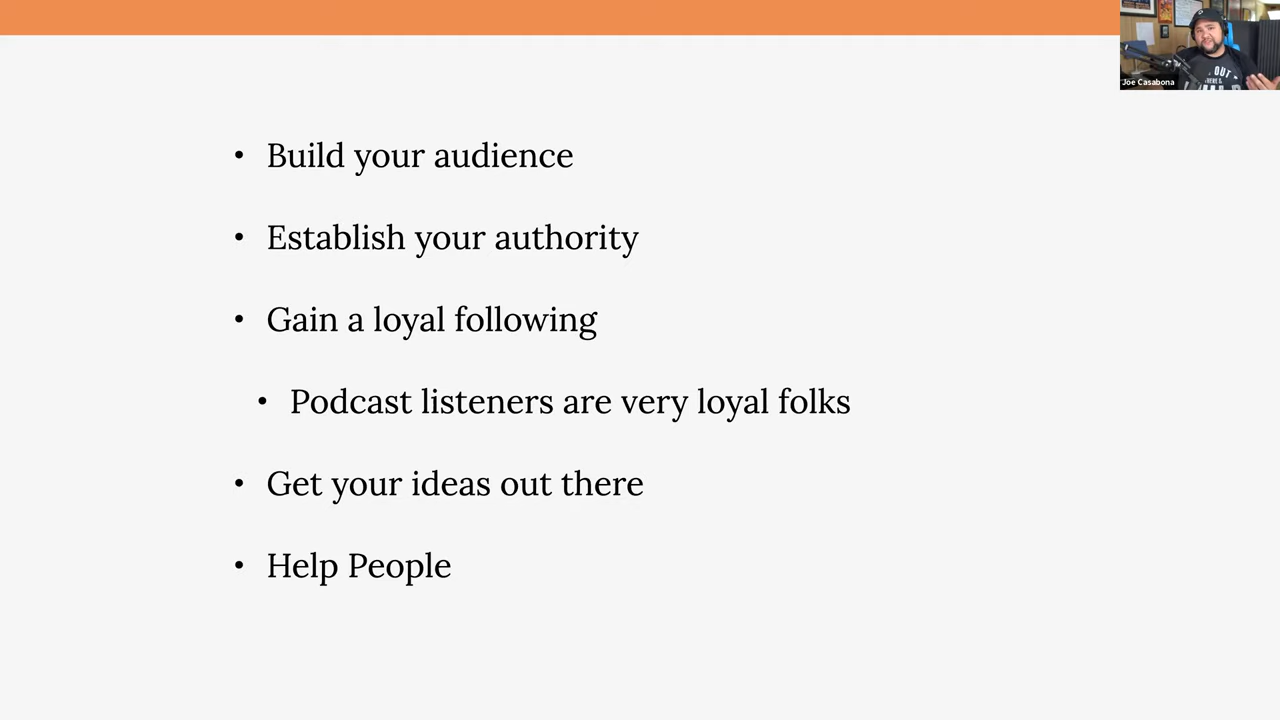 Joe Casabona
• Build your audience
• Establish your authority
• Gain a loyal following
• Podcast listeners are very loyal folks
• Get your ideas out there
• Help People